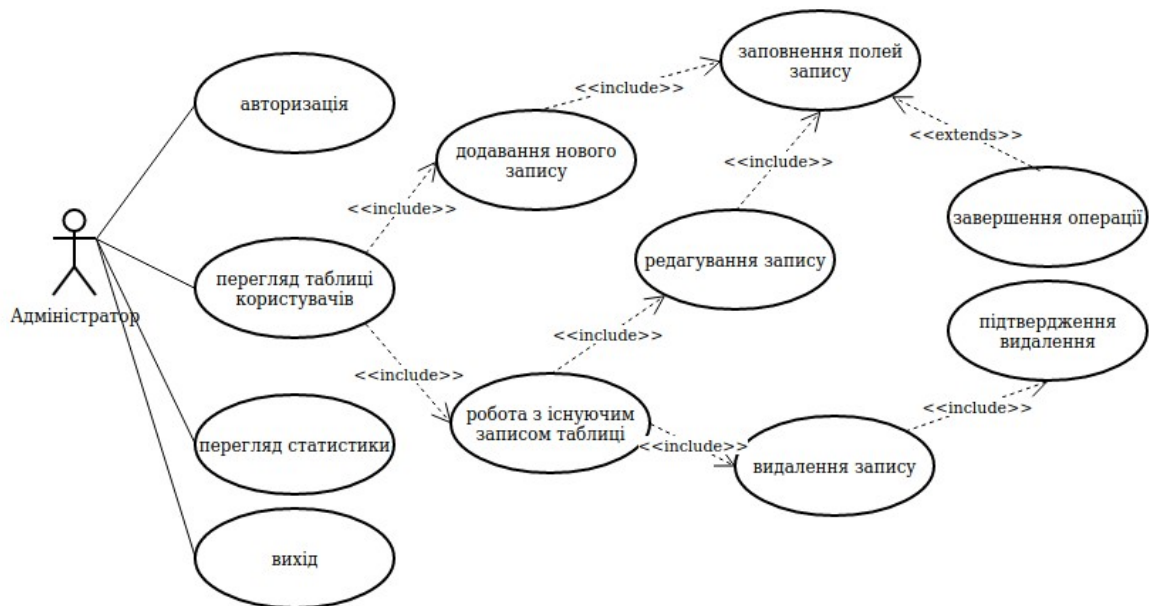 заповнення полей
запису
<<include>>
авторизація
<<extends>>
додавання нового
запису
<<include>>
<<include>>
завершення операції
редагування запису
перегляд таблиці
користувачів
Адміністратор
підтвердження
видалення
<<include>>
<<include>>
<<include>>
робота з існуючим
записом таблиці
перегляд статистики
<<include>>
видалення запису
вихід